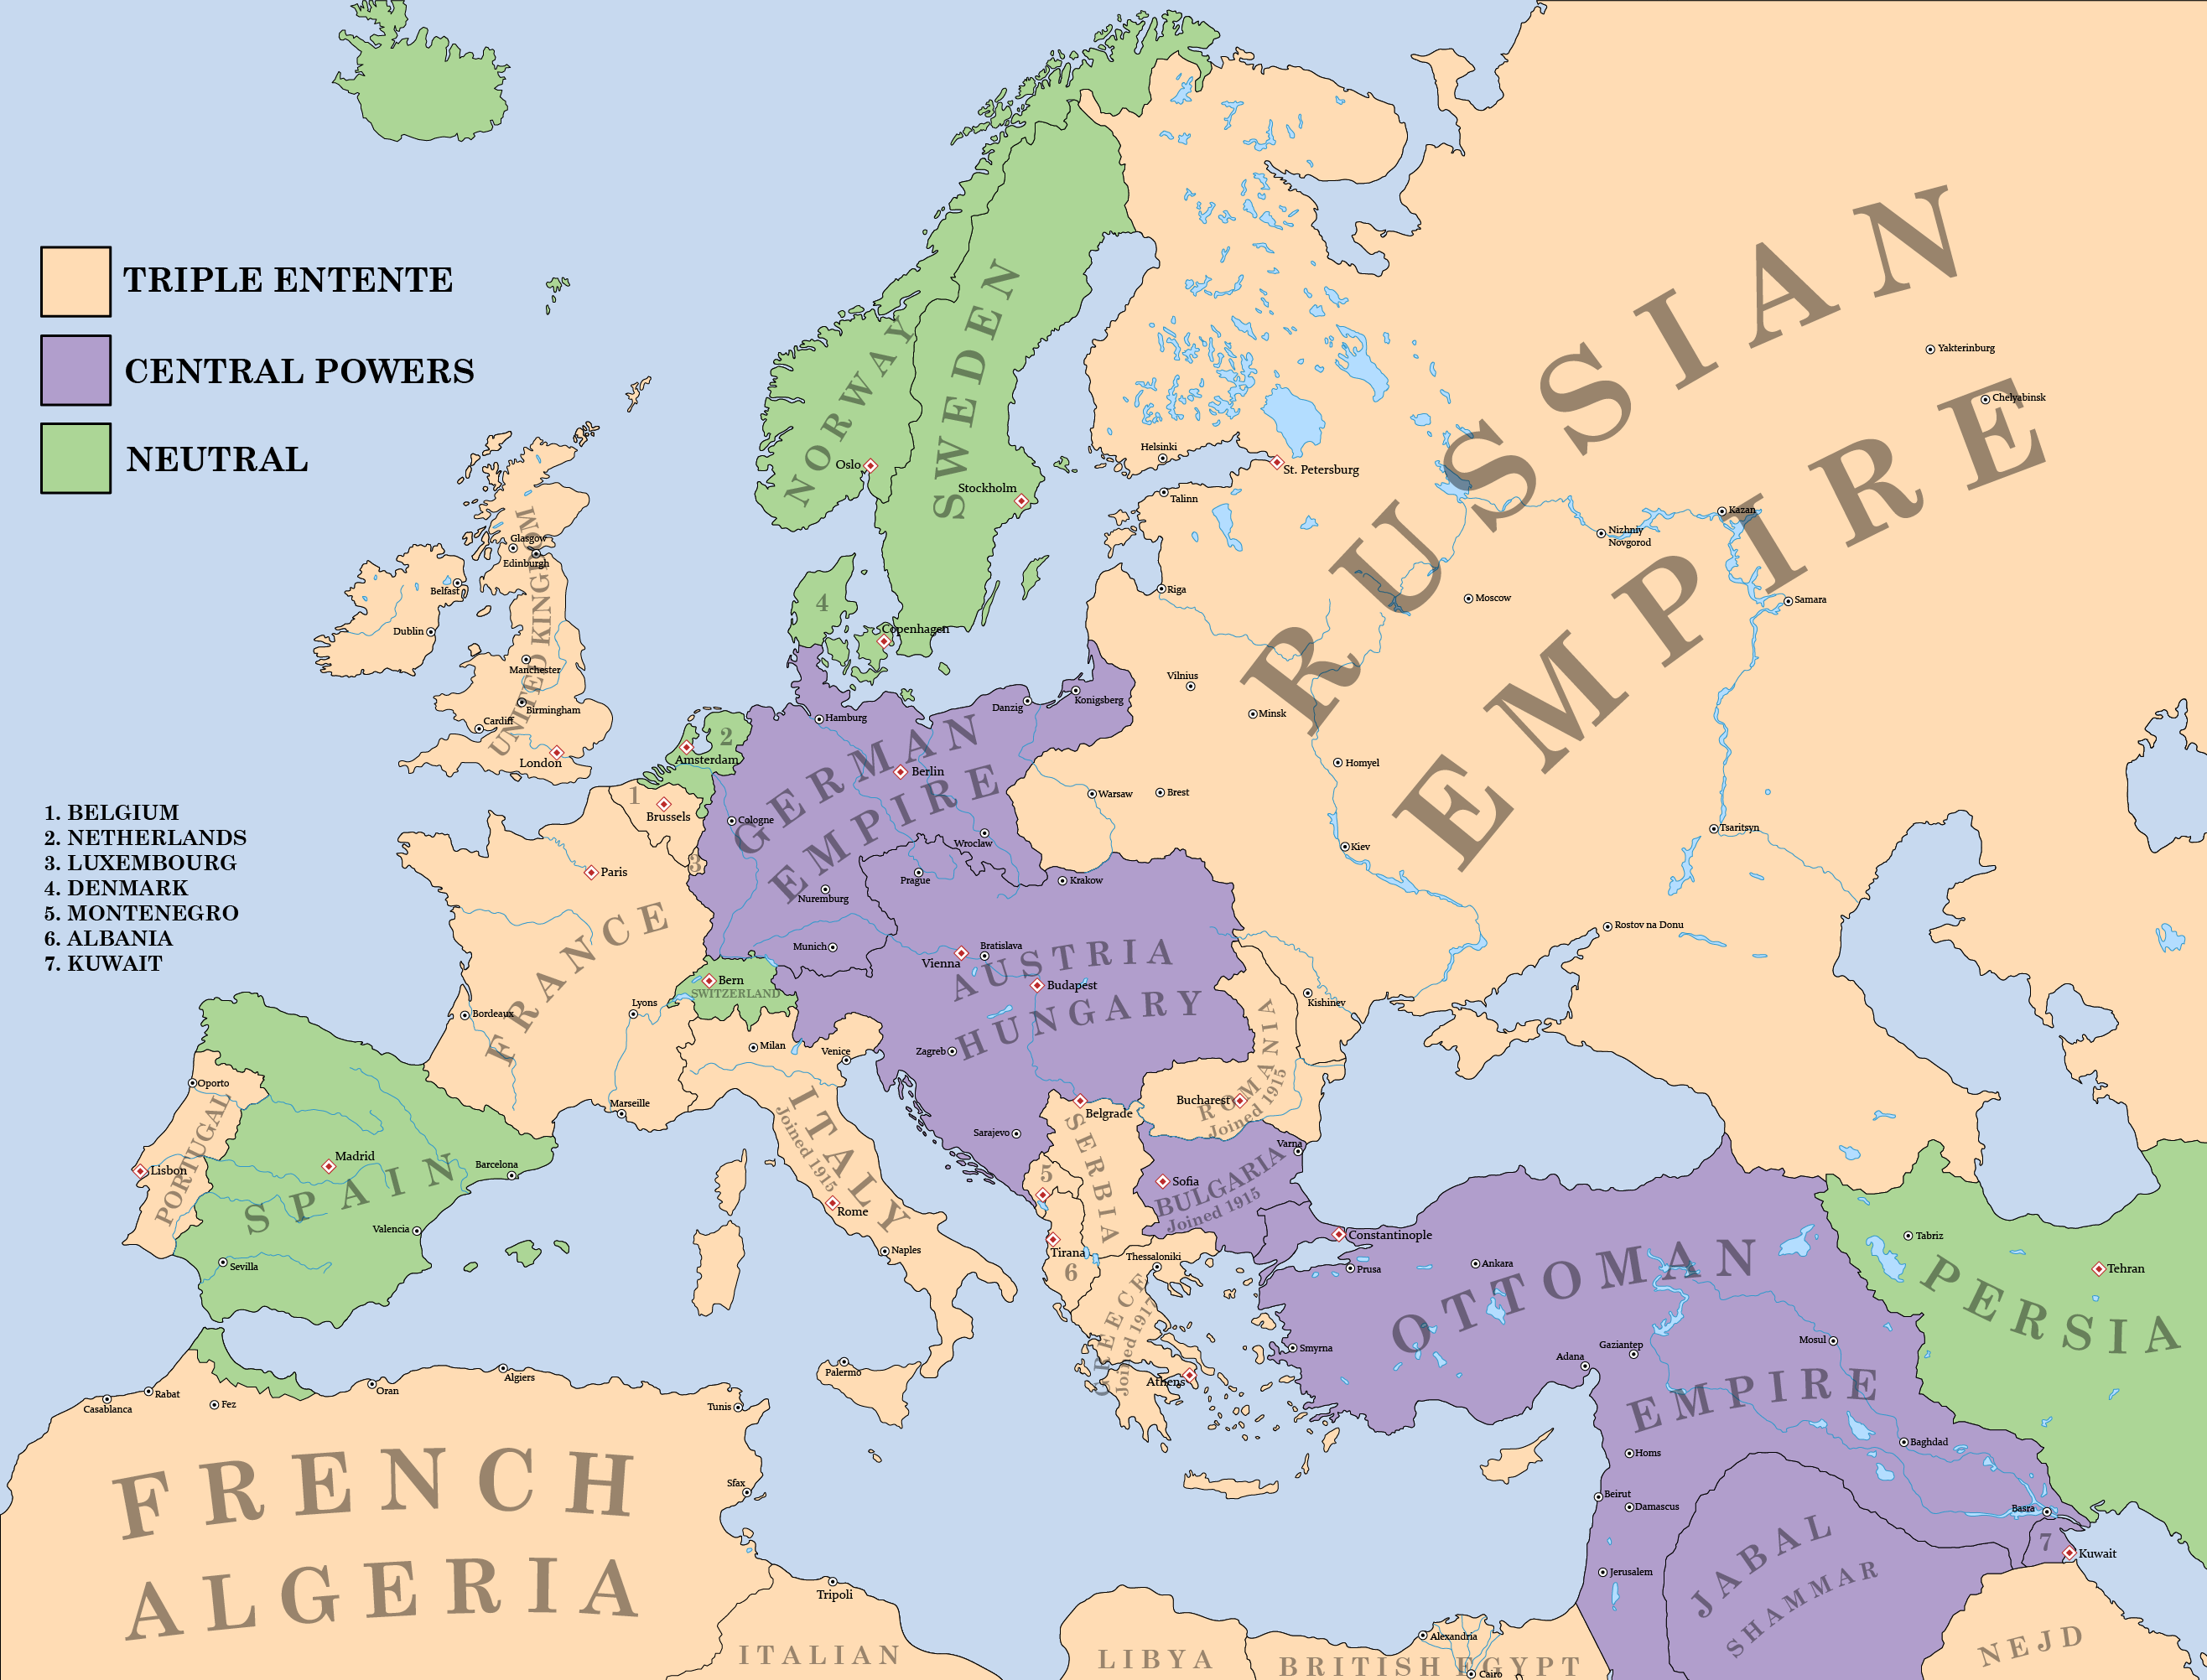 TRIPLE ENTENTE
CENTRAL POWERS
NEUTRAL
1. BELGIUM
2. NETHERLANDS
3. LUXEMBOURG
4. DENMARK
5. MONTENEGRO
6. ALBANIA
7. KUWAIT
NORWAY
SWEDEN
Oslo
Stockholm
Helsinki
St. Petersburg
Talinn
Riga
RUSSIAN
EMPIRE
Yakterinburg
Chelyabinsk
Kazan
Nizhniy
Novgorod
Samara
Moscow
Vilnius
Minsk
Homyel
Warsaw
Brest
Kiev
Tsaritsyn
Rostov na Donu
Kishinev
UNITED KINGDOM
Glasgow
Edinburgh
Belfast
Dublin
Manchester
Birmingham
Cardiff
London
4
Copenhagen
2
Amsterdam
1
Brussels
3
GERMAN
EMPIRE
Hamburg
Danzig
Konigsberg
Berlin
Cologne
Wroclaw
Nuremburg
Munich
Prague
Krakow
AUSTRIA
HUNGARY
Vienna
Bratislava
Budapest
Zagreb
Sarajevo
FRANCE
Paris
Lyons
Bordeaux
Marseille
Bern
SWITZERLAND
PORTUGAL
Oporto
Lisbon
SPAIN
Madrid
Barcelona
Valencia
Sevilla
ITALY
Joined 1915
Milan
Venice
Rome
Naples
Palermo
ROMANIA
Joined 1915
Bucharest
SERBIA
Belgrade
5
Tirana
6
BULGARIA
Joined 1915
Varna
Sofia
GREECE
Joined 1917
Thessaloniki
Athens
OTTOMAN
EMPIRE
Constantinople
Prusa
Ankara
Smyrna
Adana
Gaziantep
Mosul
Homs
Beirut
Damascus
Jerusalem
Baghdad
Basra
7
Kuwait
PERSIA
Tabriz
Tehran
JABAL
SHAMMAR
NEJD
FRENCH
ALGERIA
Casablanca
Rabat
Fez
Oran
Algiers
Tunis
Sfax
Tripoli
ITALIAN
LIBYA
BRITISH EGYPT
Alexandria
Cairo